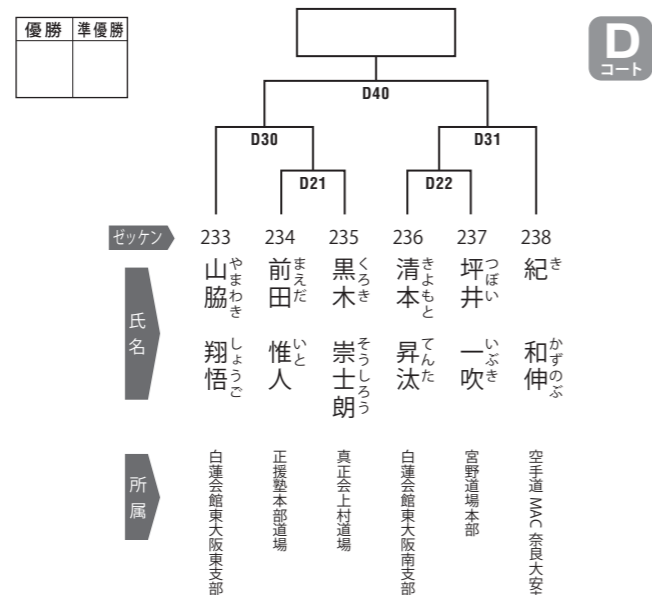 優勝 準優勝
D
コート
D40
D30 D31
D21 D22
ゼッケン 233 234 235 236 237 238
氏名
山脇 翔悟 やまわき しょうご
前田 惟人 まえだ いと
黒木 崇士朗 くろき そうしろう
清本 昇汰 きよもと てんた
坪井 一吹 つぼい いぶき
紀 和伸 き かずのぶ
所属
白蓮会館東大阪東支部
正援塾本部道場
真正会上村道場
白蓮会館東大阪南支部
宮野道場本部
空手道 MAC 奈良大安